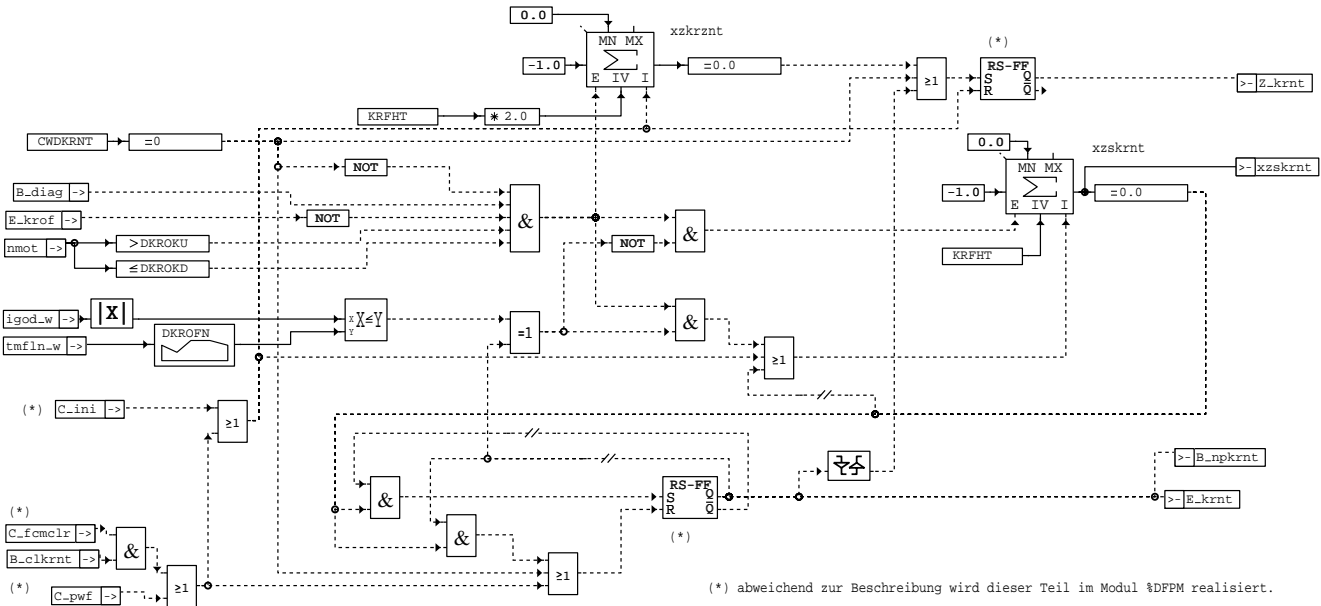 0.0
xzkrznt
MN MX
(*)
-1.0
E IV I
=0.0
≥1
RS-FF
S Q
R Q
>- Z_krnt
KRFHT
* 2.0
CWDKRNT
=0
0.0
xzskrnt
MN MX
>- xzskrnt
NOT
-1.0
E IV I
=0.0
B_diag ->
&
E_krof ->
NOT
&
nmot ->
>DKROKU
NOT
KRFHT
≤DKROKD
igod_w ->
|X|
X X≤Y
Y
=1
&
tmfln_w ->
DKROFN
≥1
(*) C_ini ->
≥1
//
//
>- B_npkrnt
//
&
RS-FF
S Q
R Q
>- E_krnt
(*)
C_fcmclr ->
&
&
(*)
B_clkrnt ->
≥1
≥1
(*)
C_pwf ->
(*) abweichend zur Beschreibung wird dieser Teil im Modul %DFPM realisiert.